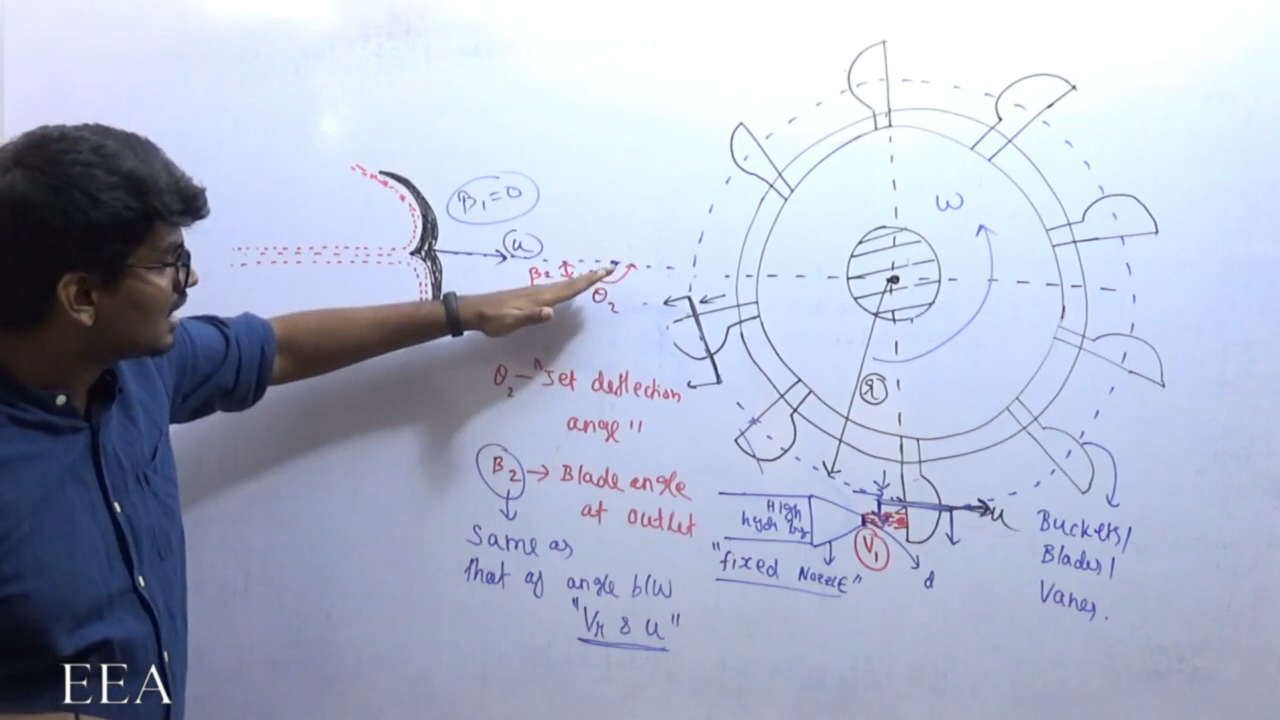 β₁=0
u
β₂
θ₂
θ₂ - "Jet deflection
angle"
β₂ → Blade angle
at outlet
Same as
that of angle b/w
"Vr & u"
ω
r
High
u
V₁
"fixed Nozzle"
d
Buckets/
Blades/
Vanes.
EEA